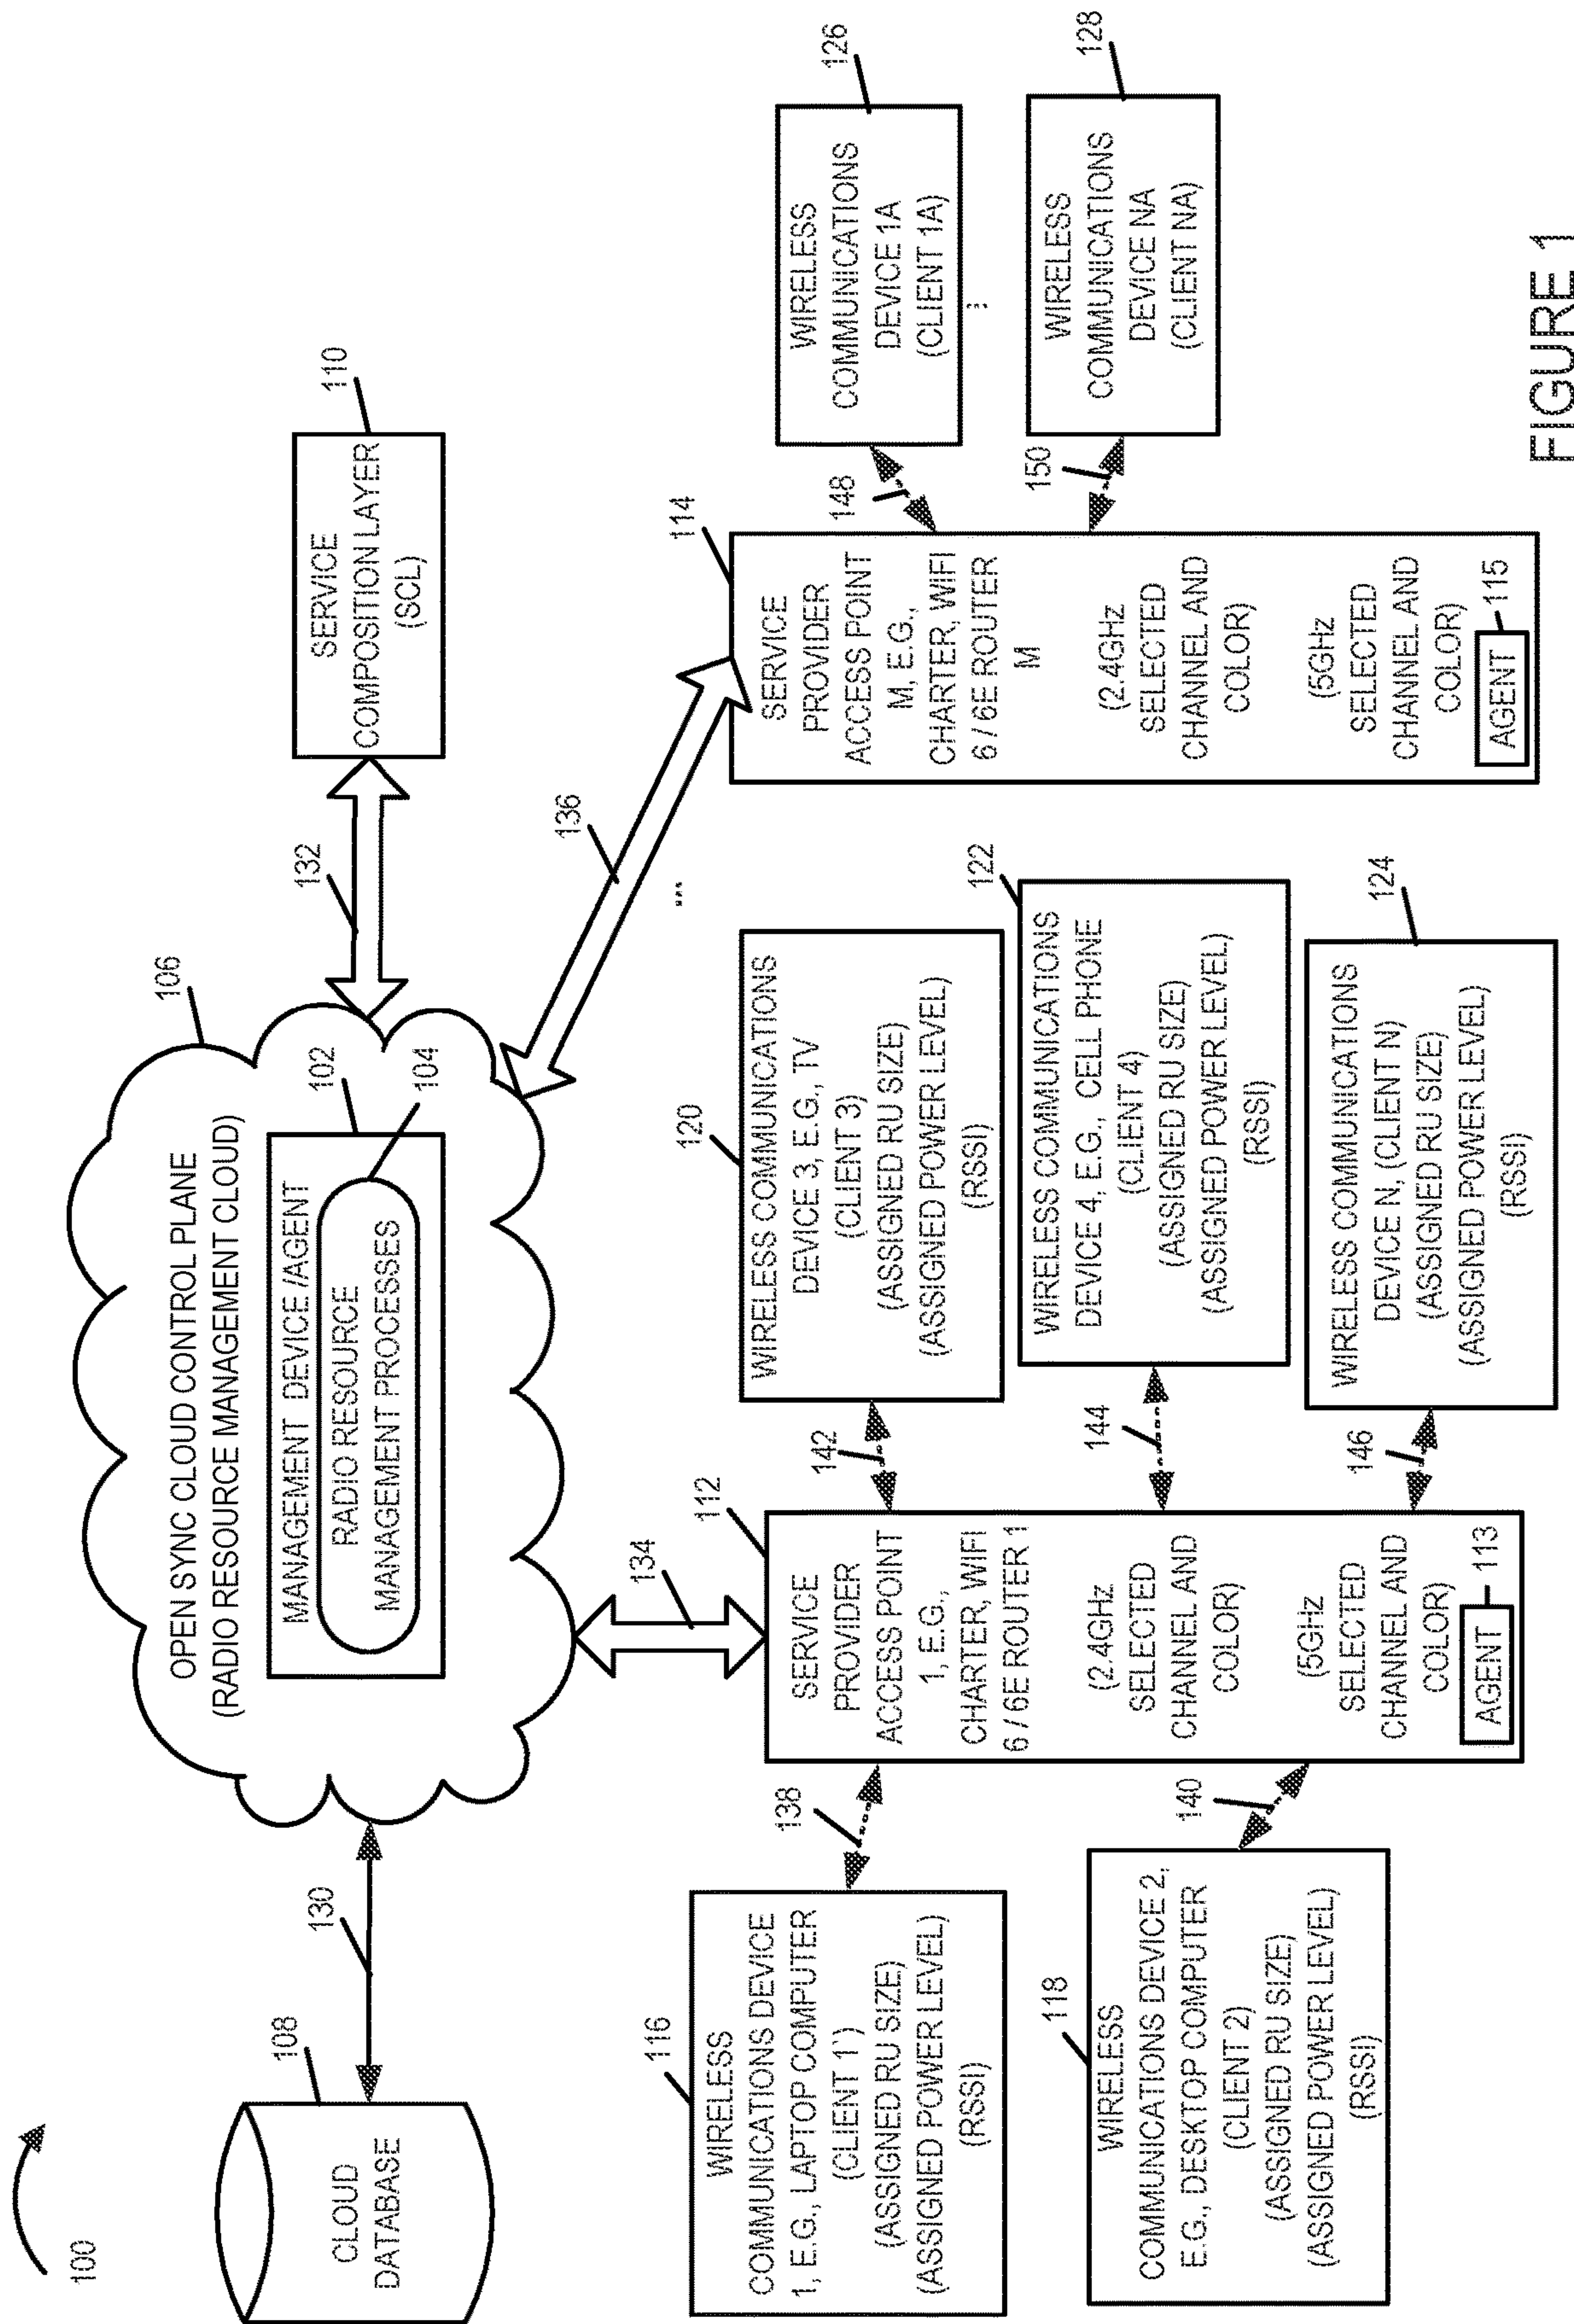 100
CLOUD
DATABASE
108
130
OPEN SYNC CLOUD CONTROL PLANE
(RADIO RESOURCE MANAGEMENT CLOUD)
106
MANAGEMENT DEVICE /AGENT
102
RADIO RESOURCE
MANAGEMENT PROCESSES
104
132
SERVICE
COMPOSITION LAYER
(SCL)
110
134
136
...
116
WIRELESS
COMMUNICATIONS DEVICE
1, E.G., LAPTOP COMPUTER
(CLIENT 1`)
(ASSIGNED RU SIZE)
(ASSIGNED POWER LEVEL)
(RSSI)
138
118
WIRELESS
COMMUNICATIONS DEVICE 2,
E.G., DESKTOP COMPUTER
(CLIENT 2)
(ASSIGNED RU SIZE)
(ASSIGNED POWER LEVEL)
(RSSI)
140
112
SERVICE
PROVIDER
ACCESS POINT
1, E.G.,
CHARTER, WIFI
6 / 6E ROUTER 1
(2.4GHz
SELECTED
CHANNEL AND
COLOR)
(5GHz
SELECTED
CHANNEL AND
COLOR)
AGENT
113
142
144
146
120
WIRELESS COMMUNICATIONS
DEVICE 3, E.G., TV
(CLIENT 3)
(ASSIGNED RU SIZE)
(ASSIGNED POWER LEVEL)
(RSSI)
122
WIRELESS COMMUNICATIONS
DEVICE 4, E.G., CELL PHONE
(CLIENT 4)
(ASSIGNED RU SIZE)
(ASSIGNED POWER LEVEL)
(RSSI)
124
WIRELESS COMMUNICATIONS
DEVICE N, (CLIENT N)
(ASSIGNED RU SIZE)
(ASSIGNED POWER LEVEL)
(RSSI)
114
SERVICE
PROVIDER
ACCESS POINT
M, E.G.,
CHARTER, WIFI
6 / 6E ROUTER
M
(2.4GHz
SELECTED
CHANNEL AND
COLOR)
(5GHz
SELECTED
CHANNEL AND
COLOR)
AGENT
115
148
150
126
WIRELESS
COMMUNICATIONS
DEVICE 1A
(CLIENT 1A)
128
WIRELESS
COMMUNICATIONS
DEVICE NA
(CLIENT NA)
FIGURE 1